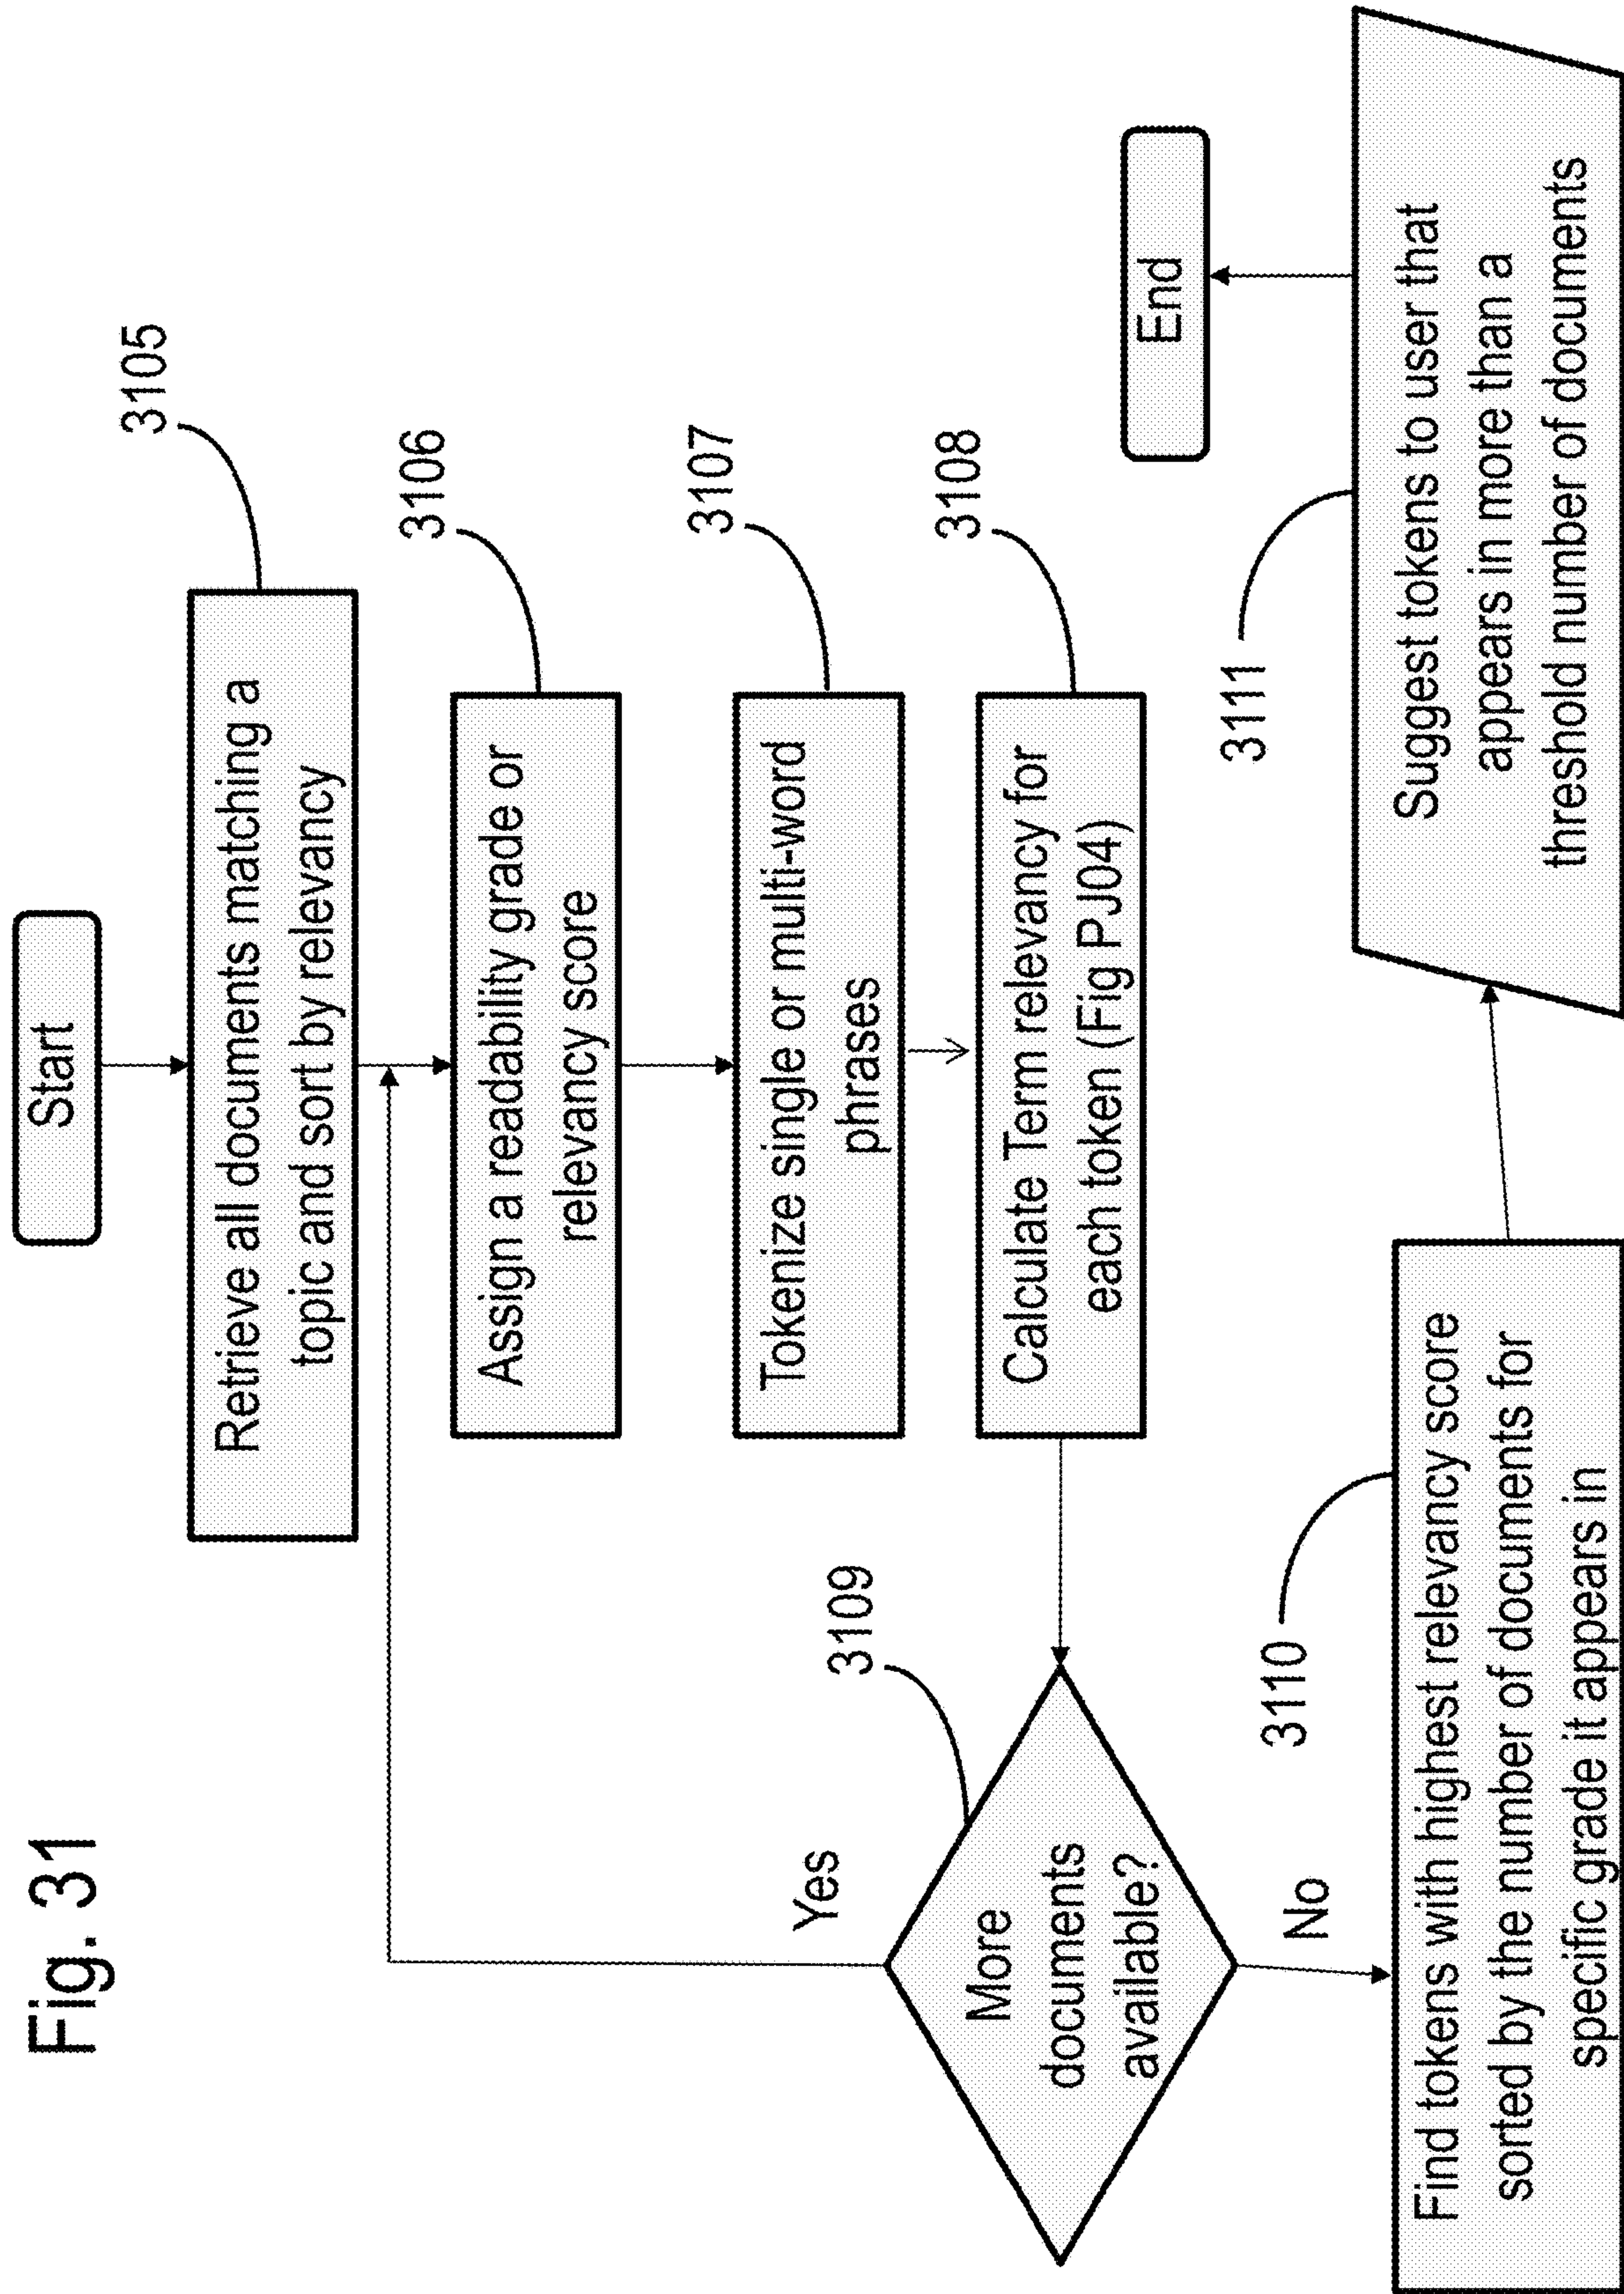 Fig. 31
Start
Retrieve all documents matching a
topic and sort by relevancy
3105
Assign a readability grade or
relevancy score
3106
Tokenize single or multi-word
phrases
3107
Calculate Term relevancy for
each token (Fig PJ04)
3108
More
documents
available?
3109
Yes
No
Find tokens with highest relevancy score
sorted by the number of documents for
specific grade it appears in
3110
Suggest tokens to user that
appears in more than a
threshold number of documents
3111
End